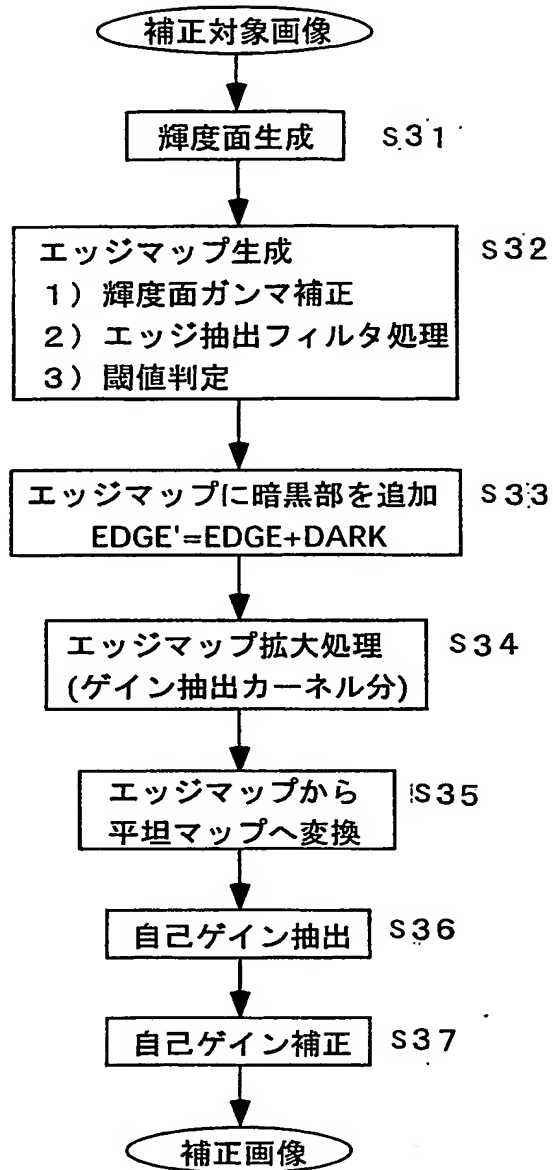 補正対象画像
輝度面生成 S31
エッジマップ生成 S32
1) 輝度面ガンマ補正
2) エッジ抽出フィルタ処理
3) 閾値判定
エッジマップに暗黒部を追加 S33
EDGE'=EDGE+DARK
エッジマップ拡大処理 S34
(ゲイン抽出カーネル分)
エッジマップから S35
平坦マップへ変換
自己ゲイン抽出 S36
自己ゲイン補正 S37
補正画像